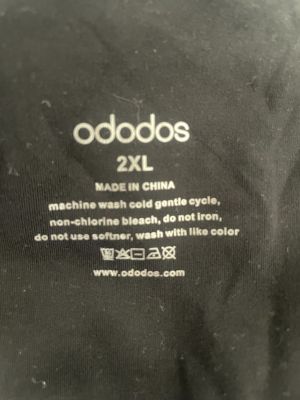 ododos
2XL
MADE IN CHINA
machine wash cold gentle cycle,
non-chlorine bleach, do not iron,
do not use softner, wash with like color
www.ododos.com